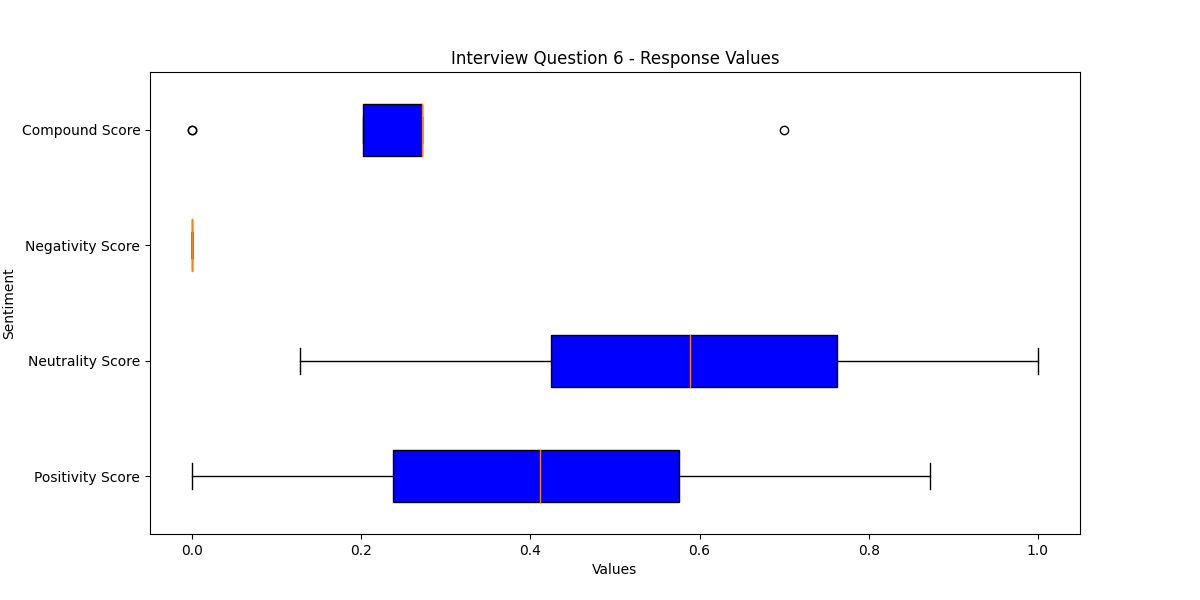 Interview Question 6 - Response Values
Sentiment
Compound Score
Negativity Score
Neutrality Score
Positivity Score
0.0 0.2 0.4 0.6 0.8 1.0
Values